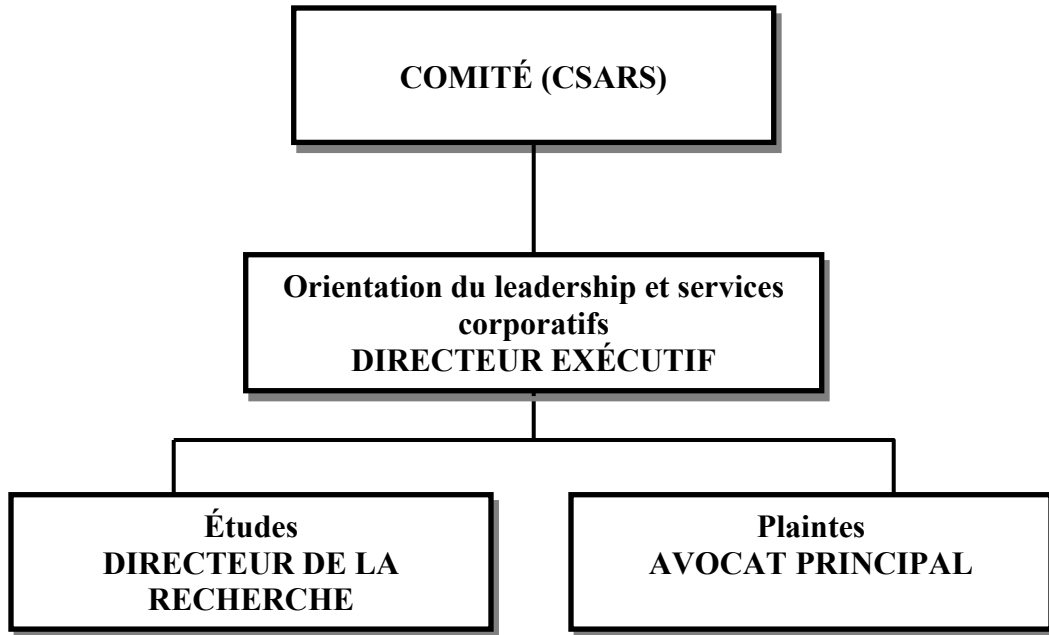 COMITÉ (CSARS)
Orientation du leadership et services
corporatifs
DIRECTEUR EXÉCUTIF
Études
DIRECTEUR DE LA
RECHERCHE
Plaintes
AVOCAT PRINCIPAL